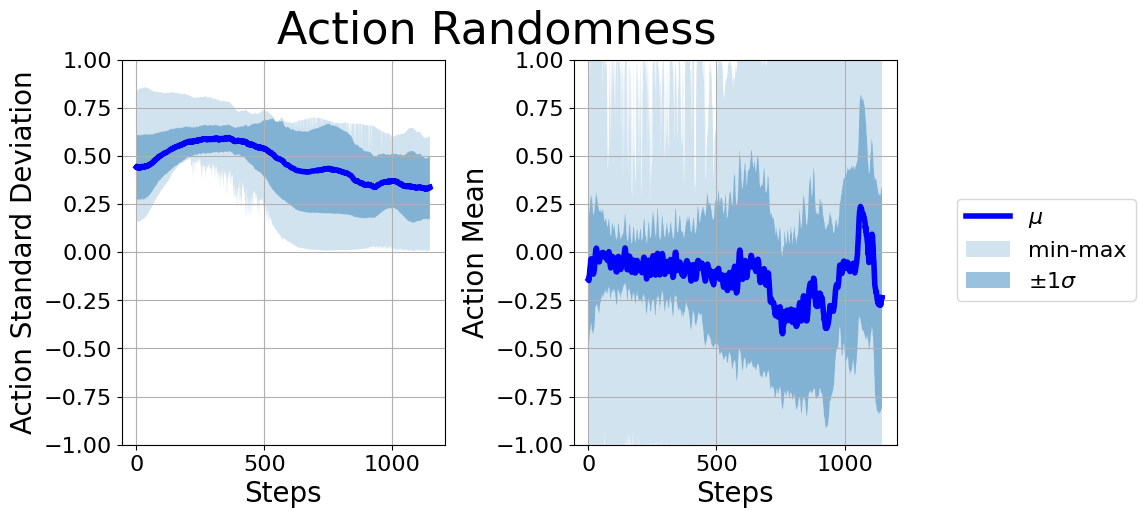 Action Randomness
Action Standard Deviation
1.00
0.75
0.50
0.25
0.00
−0.25
−0.50
−0.75
−1.00
0 500 1000
Steps
Action Mean
1.00
0.75
0.50
0.25
0.00
−0.25
−0.50
−0.75
−1.00
0 500 1000
Steps
μ
min-max
±1σ